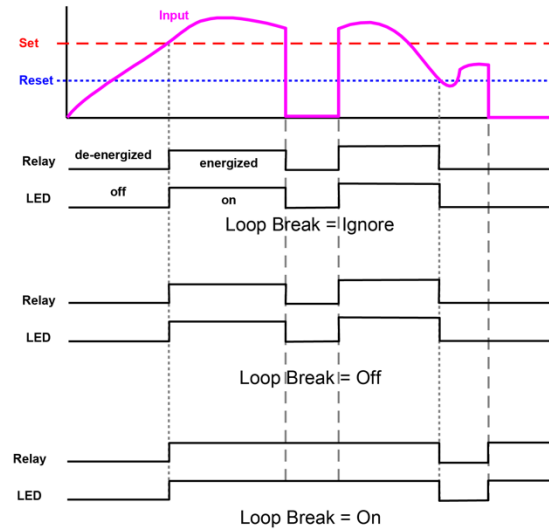 Input
Set
Reset
de-energized
energized
Relay
off
on
LED
Loop Break = Ignore
Relay
LED
Loop Break = Off
Relay
LED
Loop Break = On